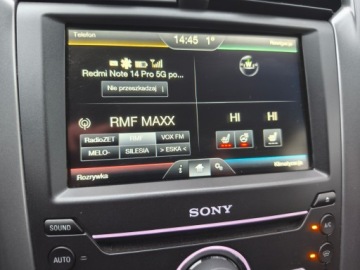 Telefon
14:45 1°
Nawigacja
Redmi Note 14 Pro 5G po...
Nie przeszkadzaj
RMF MAXX
HI HI
RadioZET RMF VOX FM
MELO- SILESIA > ESKA <
Rozrywka
Klimatyzacja
SONY
SOUND
AUTO
A/C